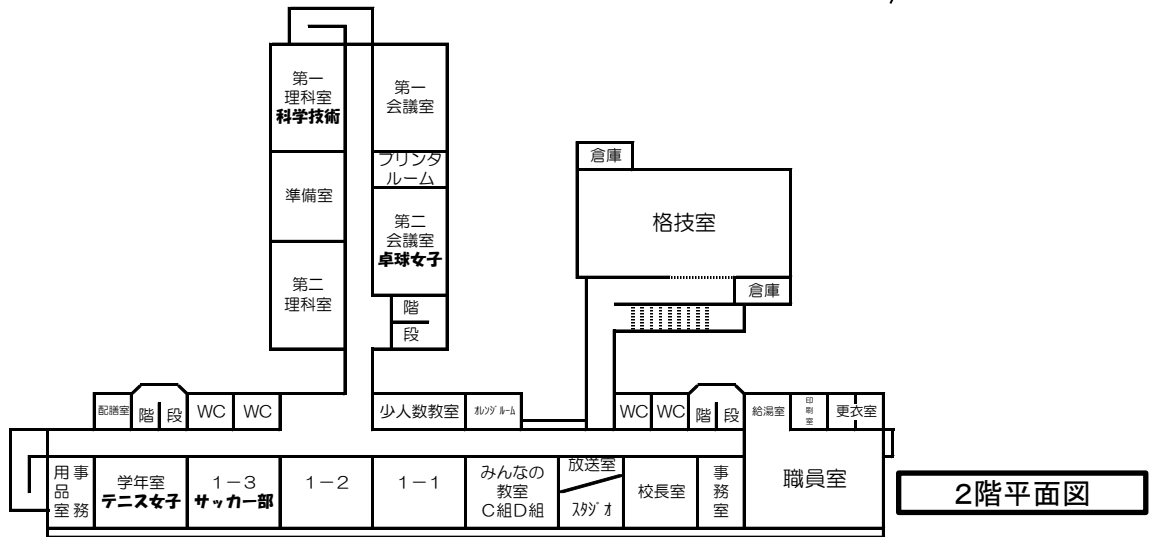 第一
理科室
科学技術
第一
会議室
プリンタ
ルーム
倉庫
準備室
格技室
第二
会議室
卓球女子
第二
理科室
倉庫
階
段
配膳室
階
段
WC
WC
少人数教室
オレンジルーム
WC
WC
階
段
給湯室
印刷室
更衣室
事務
用品室
学年室
テニス女子
1-3
サッカー部
1-2
1-1
みんなの
教室
C組D組
放送室
スタジオ
校長室
事務室
職員室
2階平面図